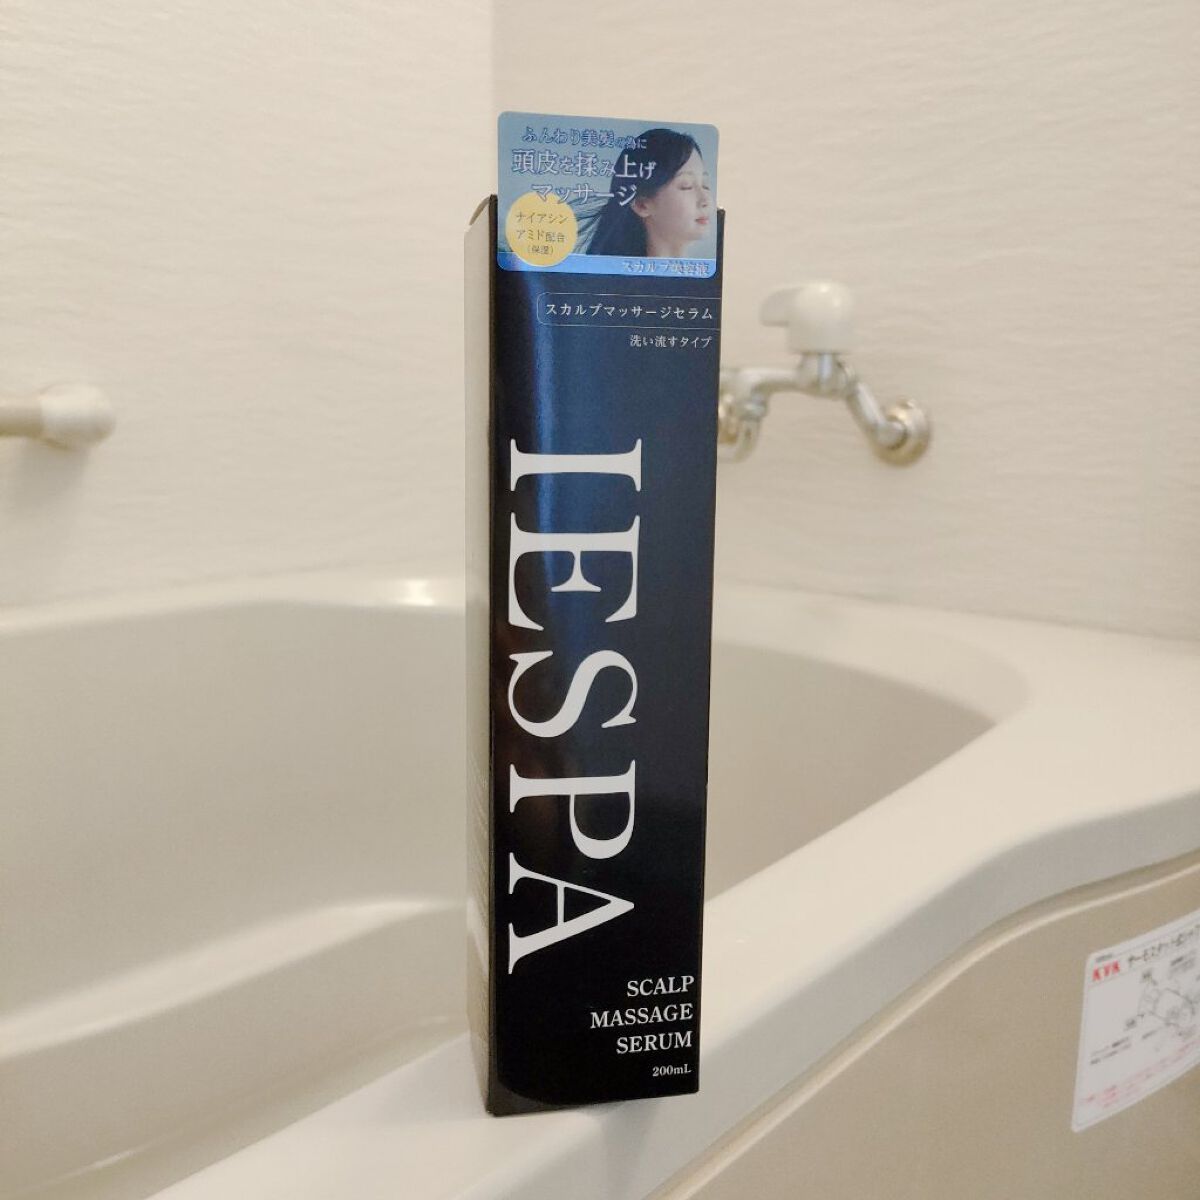 ふんわり美髪の為に
頭皮を揉み上げ
マッサージ
ナイアシン
アミド配合
(保湿)
スカルプ美容液
スカルプマッサージセラム
洗い流すタイプ
IESPA
SCALP
MASSAGE
SERUM
200mL
KVK